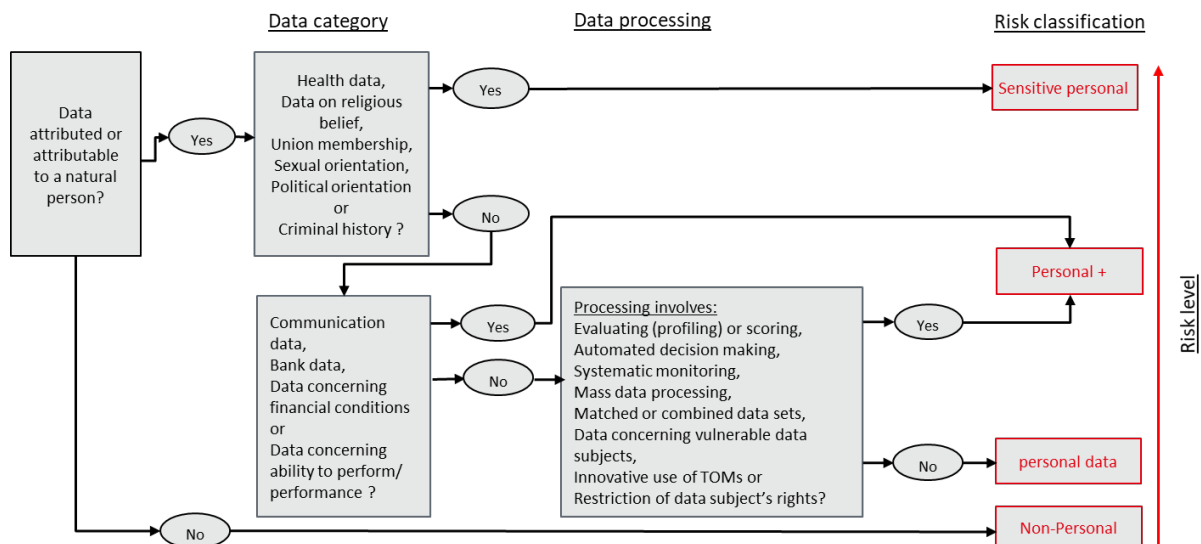 Data category
Data processing
Risk classification
Data
attributed or
attributable
to a natural
person?
Yes
Health data,
Data on religious
belief,
Union membership,
Sexual orientation,
Political orientation
or
Criminal history ?
Yes
Sensitive personal
No
Communication
data,
Bank data,
Data concerning
financial conditions
or
Data concerning
ability to perform/
performance ?
Yes
No
Processing involves:
Evaluating (profiling) or scoring,
Automated decision making,
Systematic monitoring,
Mass data processing,
Matched or combined data sets,
Data concerning vulnerable data
subjects,
Innovative use of TOMs or
Restriction of data subject's rights?
Yes
Personal +
No
personal data
No
Non-Personal
Risk level